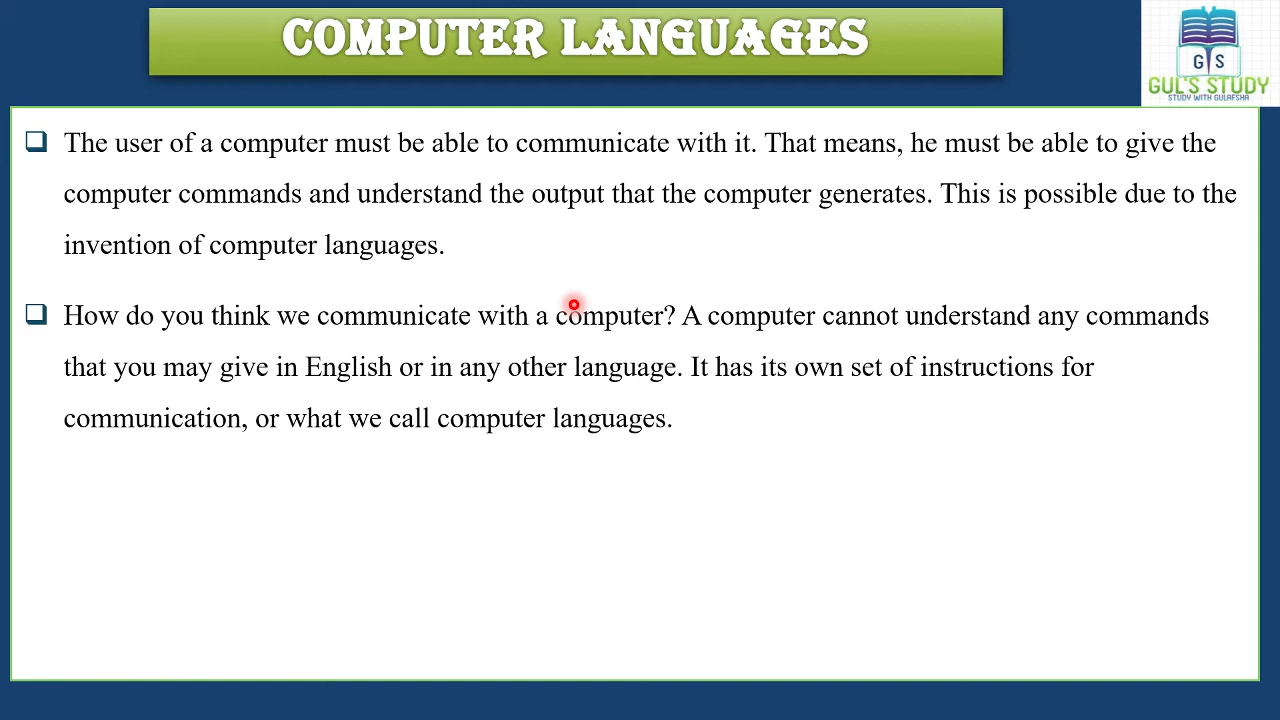 COMPUTER LANGUAGES
G S
GUL'S STUDY
STUDY WITH GULAFSHA
The user of a computer must be able to communicate with it. That means, he must be able to give the
computer commands and understand the output that the computer generates. This is possible due to the
invention of computer languages.
How do you think we communicate with a computer? A computer cannot understand any commands
that you may give in English or in any other language. It has its own set of instructions for
communication, or what we call computer languages.